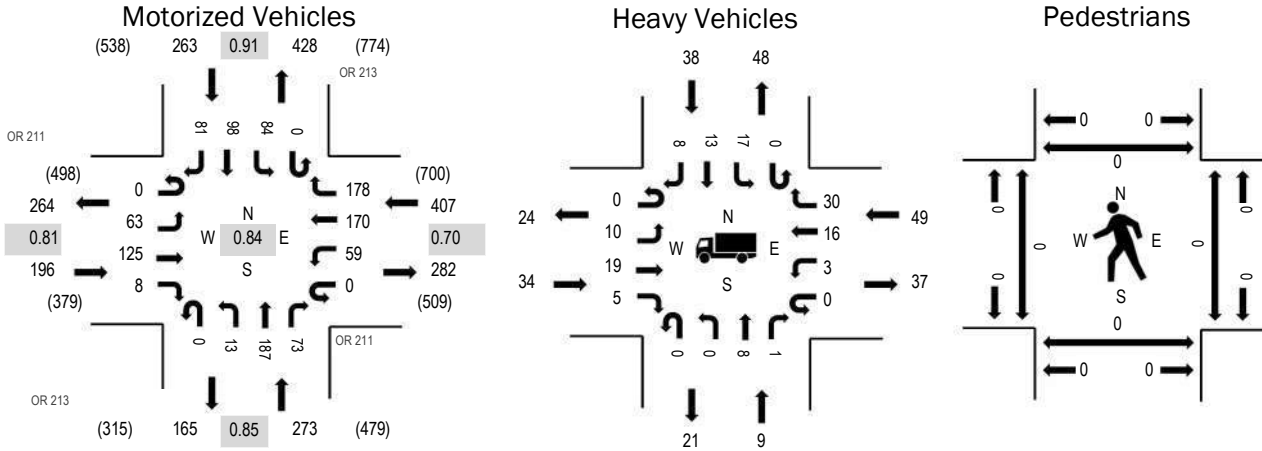 Motorized Vehicles
(538) 263 0.91 428 (774)
OR 213
OR 211
81 98 84 0
(498)
264
0.81
196
(379)
0
63
125
8
N
W 0.84 E
S
178
170
59
0
(700)
407
0.70
282
(509)
0 13 187 73
OR 211
OR 213
(315) 165 0.85 273 (479)
Heavy Vehicles
38 48
8 13 17 0
0
10
19
5
24
34
N
W E
S
30
16
3
0
49
37
0 0 8 1
21 9
Pedestrians
0 0
0
0
0
0
N
W E
S
0
0
0
0
0 0